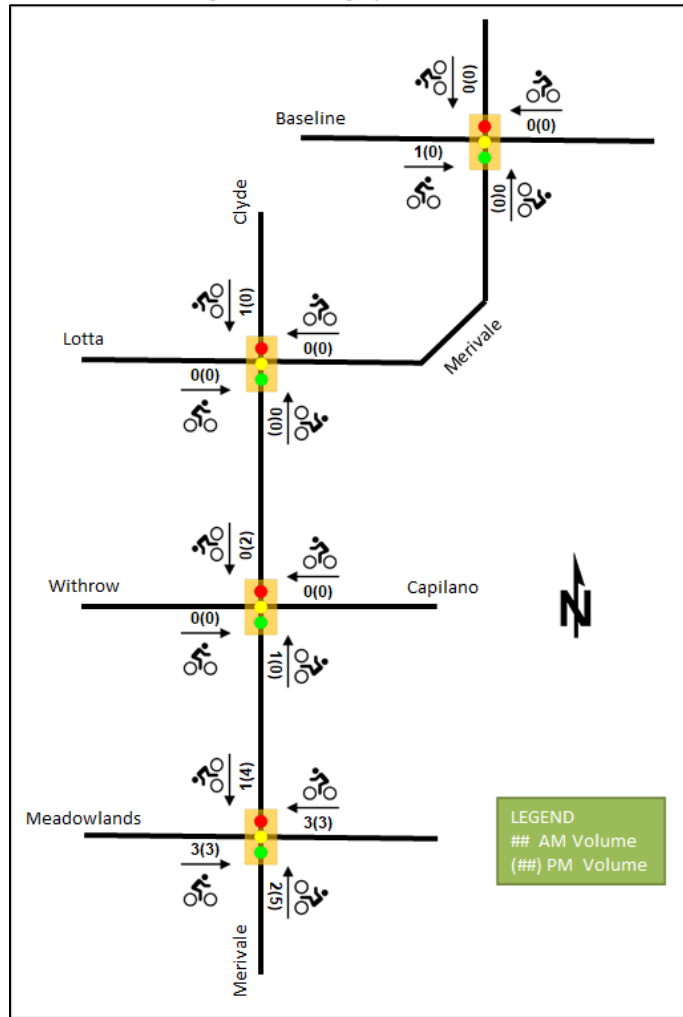 0(0)
Baseline
0(0)
1(0)
0(0)
Clyde
1(0)
Merivale
Lotta
0(0)
0(0)
0(0)
0(2)
Withrow
0(0)
Capilano
0(0)
N
1(0)
1(4)
Meadowlands
3(3)
3(3)
2(5)
Merivale
LEGEND
## AM Volume
(##) PM Volume